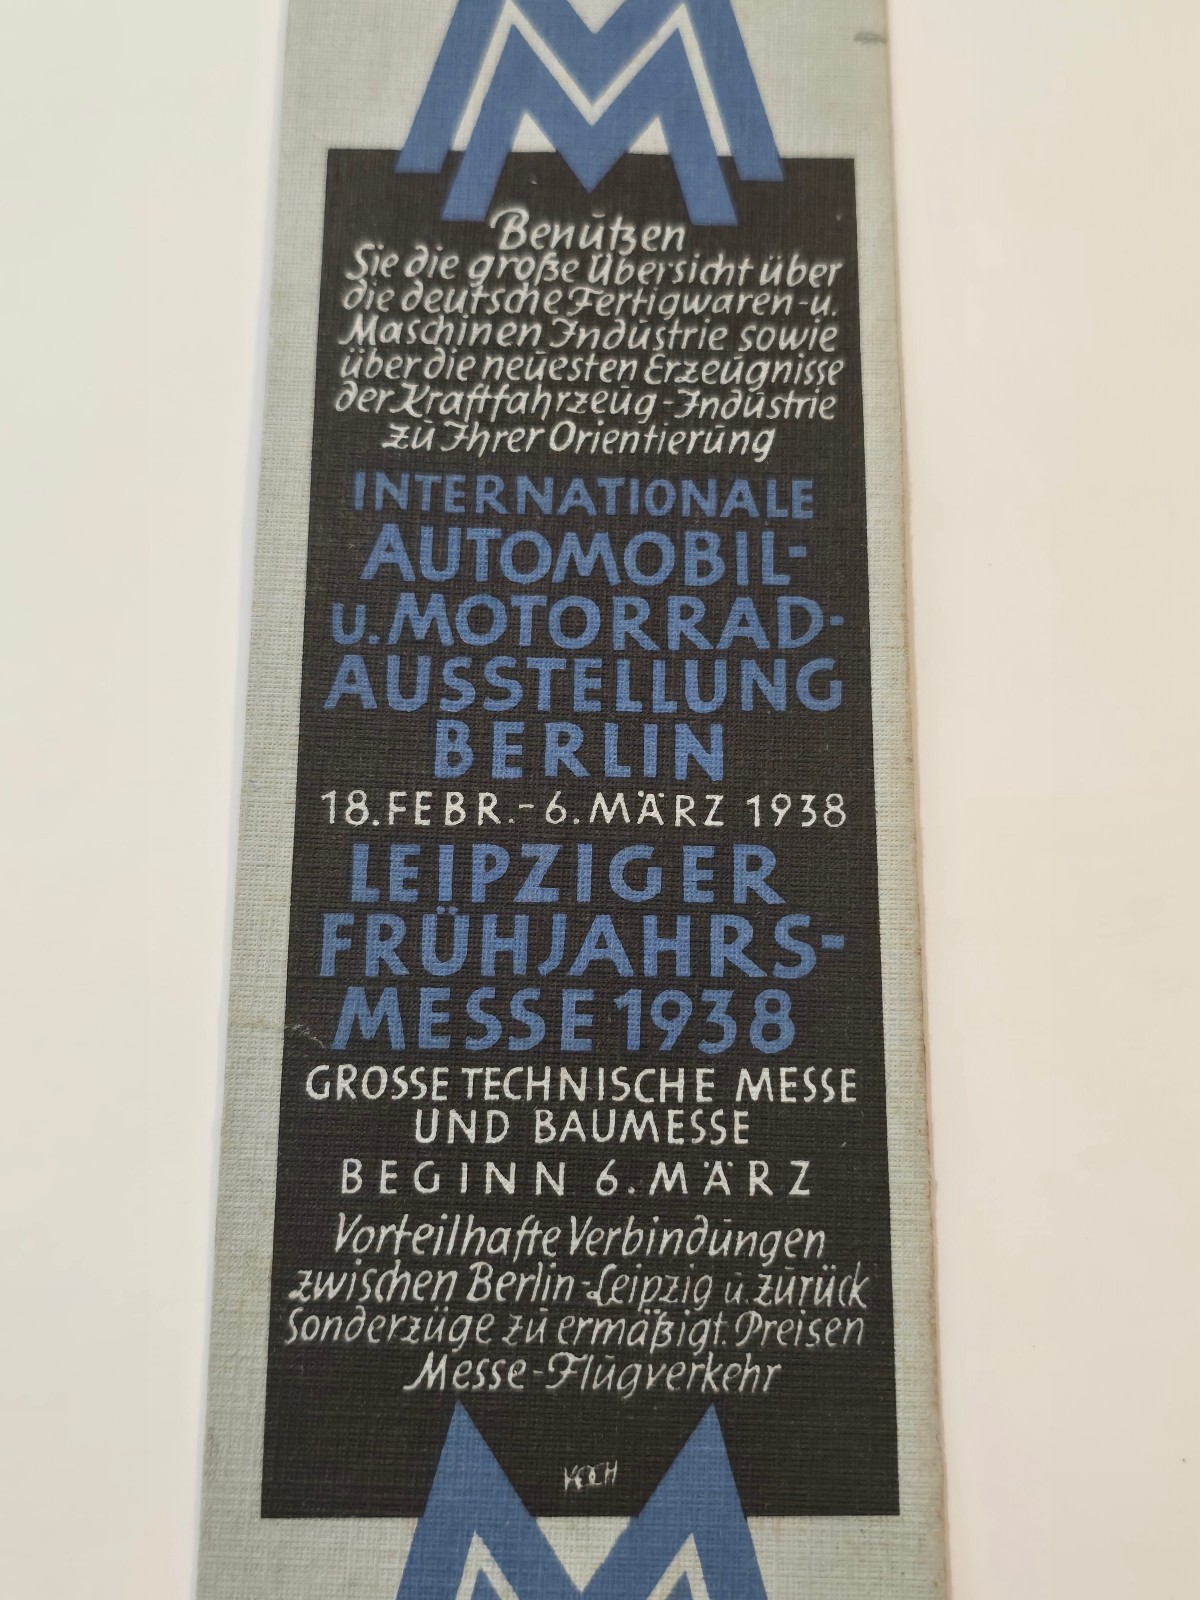 MM
Benützen
Sie die große Übersicht über
die deutsche Fertigwaren-u.
Maschinen Industrie sowie
über die neuesten Erzeugnisse
der Kraftfahrzeug-Industrie
zu Ihrer Orientierung
INTERNATIONALE
AUTOMOBIL-
u. MOTORRAD-
AUSSTELLUNG
BERLIN
18. FEBR. - 6. MÄRZ 1938
LEIPZIGER
FRÜHJAHRS-
MESSE 1938
GROSSE TECHNISCHE MESSE
UND BAUMESSE
BEGINN 6. MÄRZ
Vorteilhafte Verbindungen
zwischen Berlin-Leipzig u. zurück
Sonderzüge zu ermäßigt. Preisen
Messe-Flugverkehr
KOCH
MM